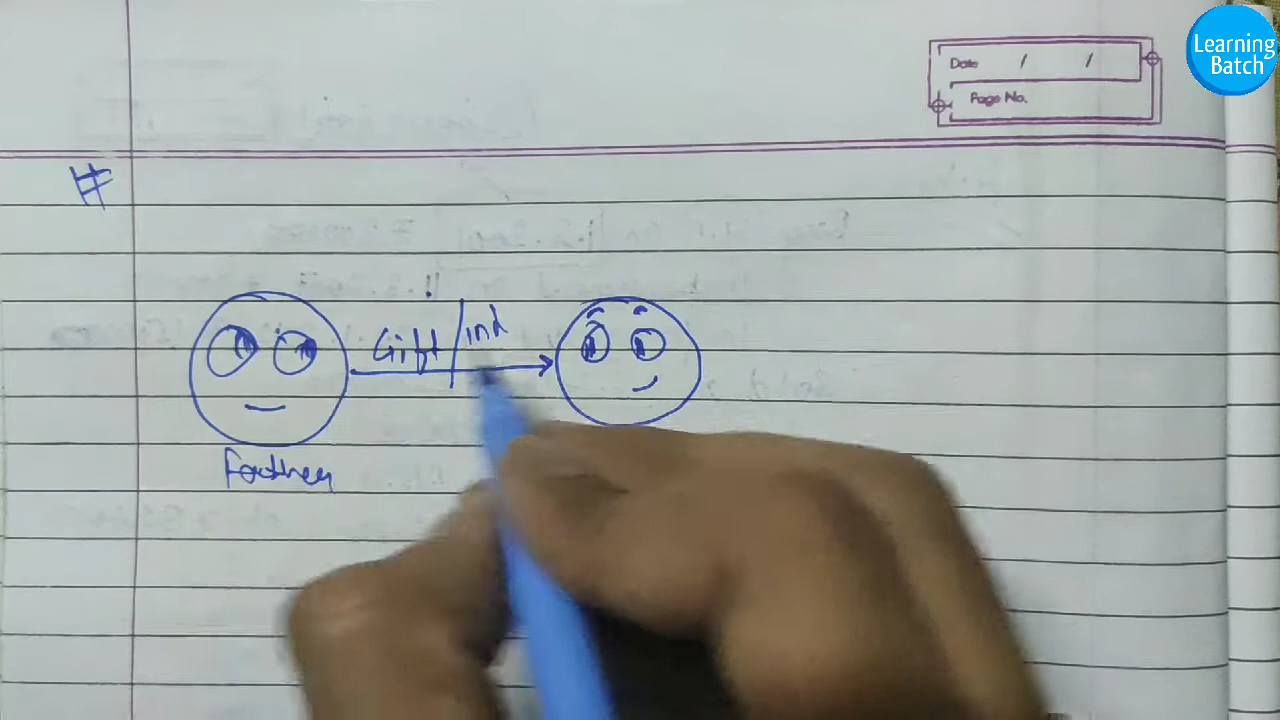 Learning
Batch
Date / /
Page No.
#
Gift/ind
Father